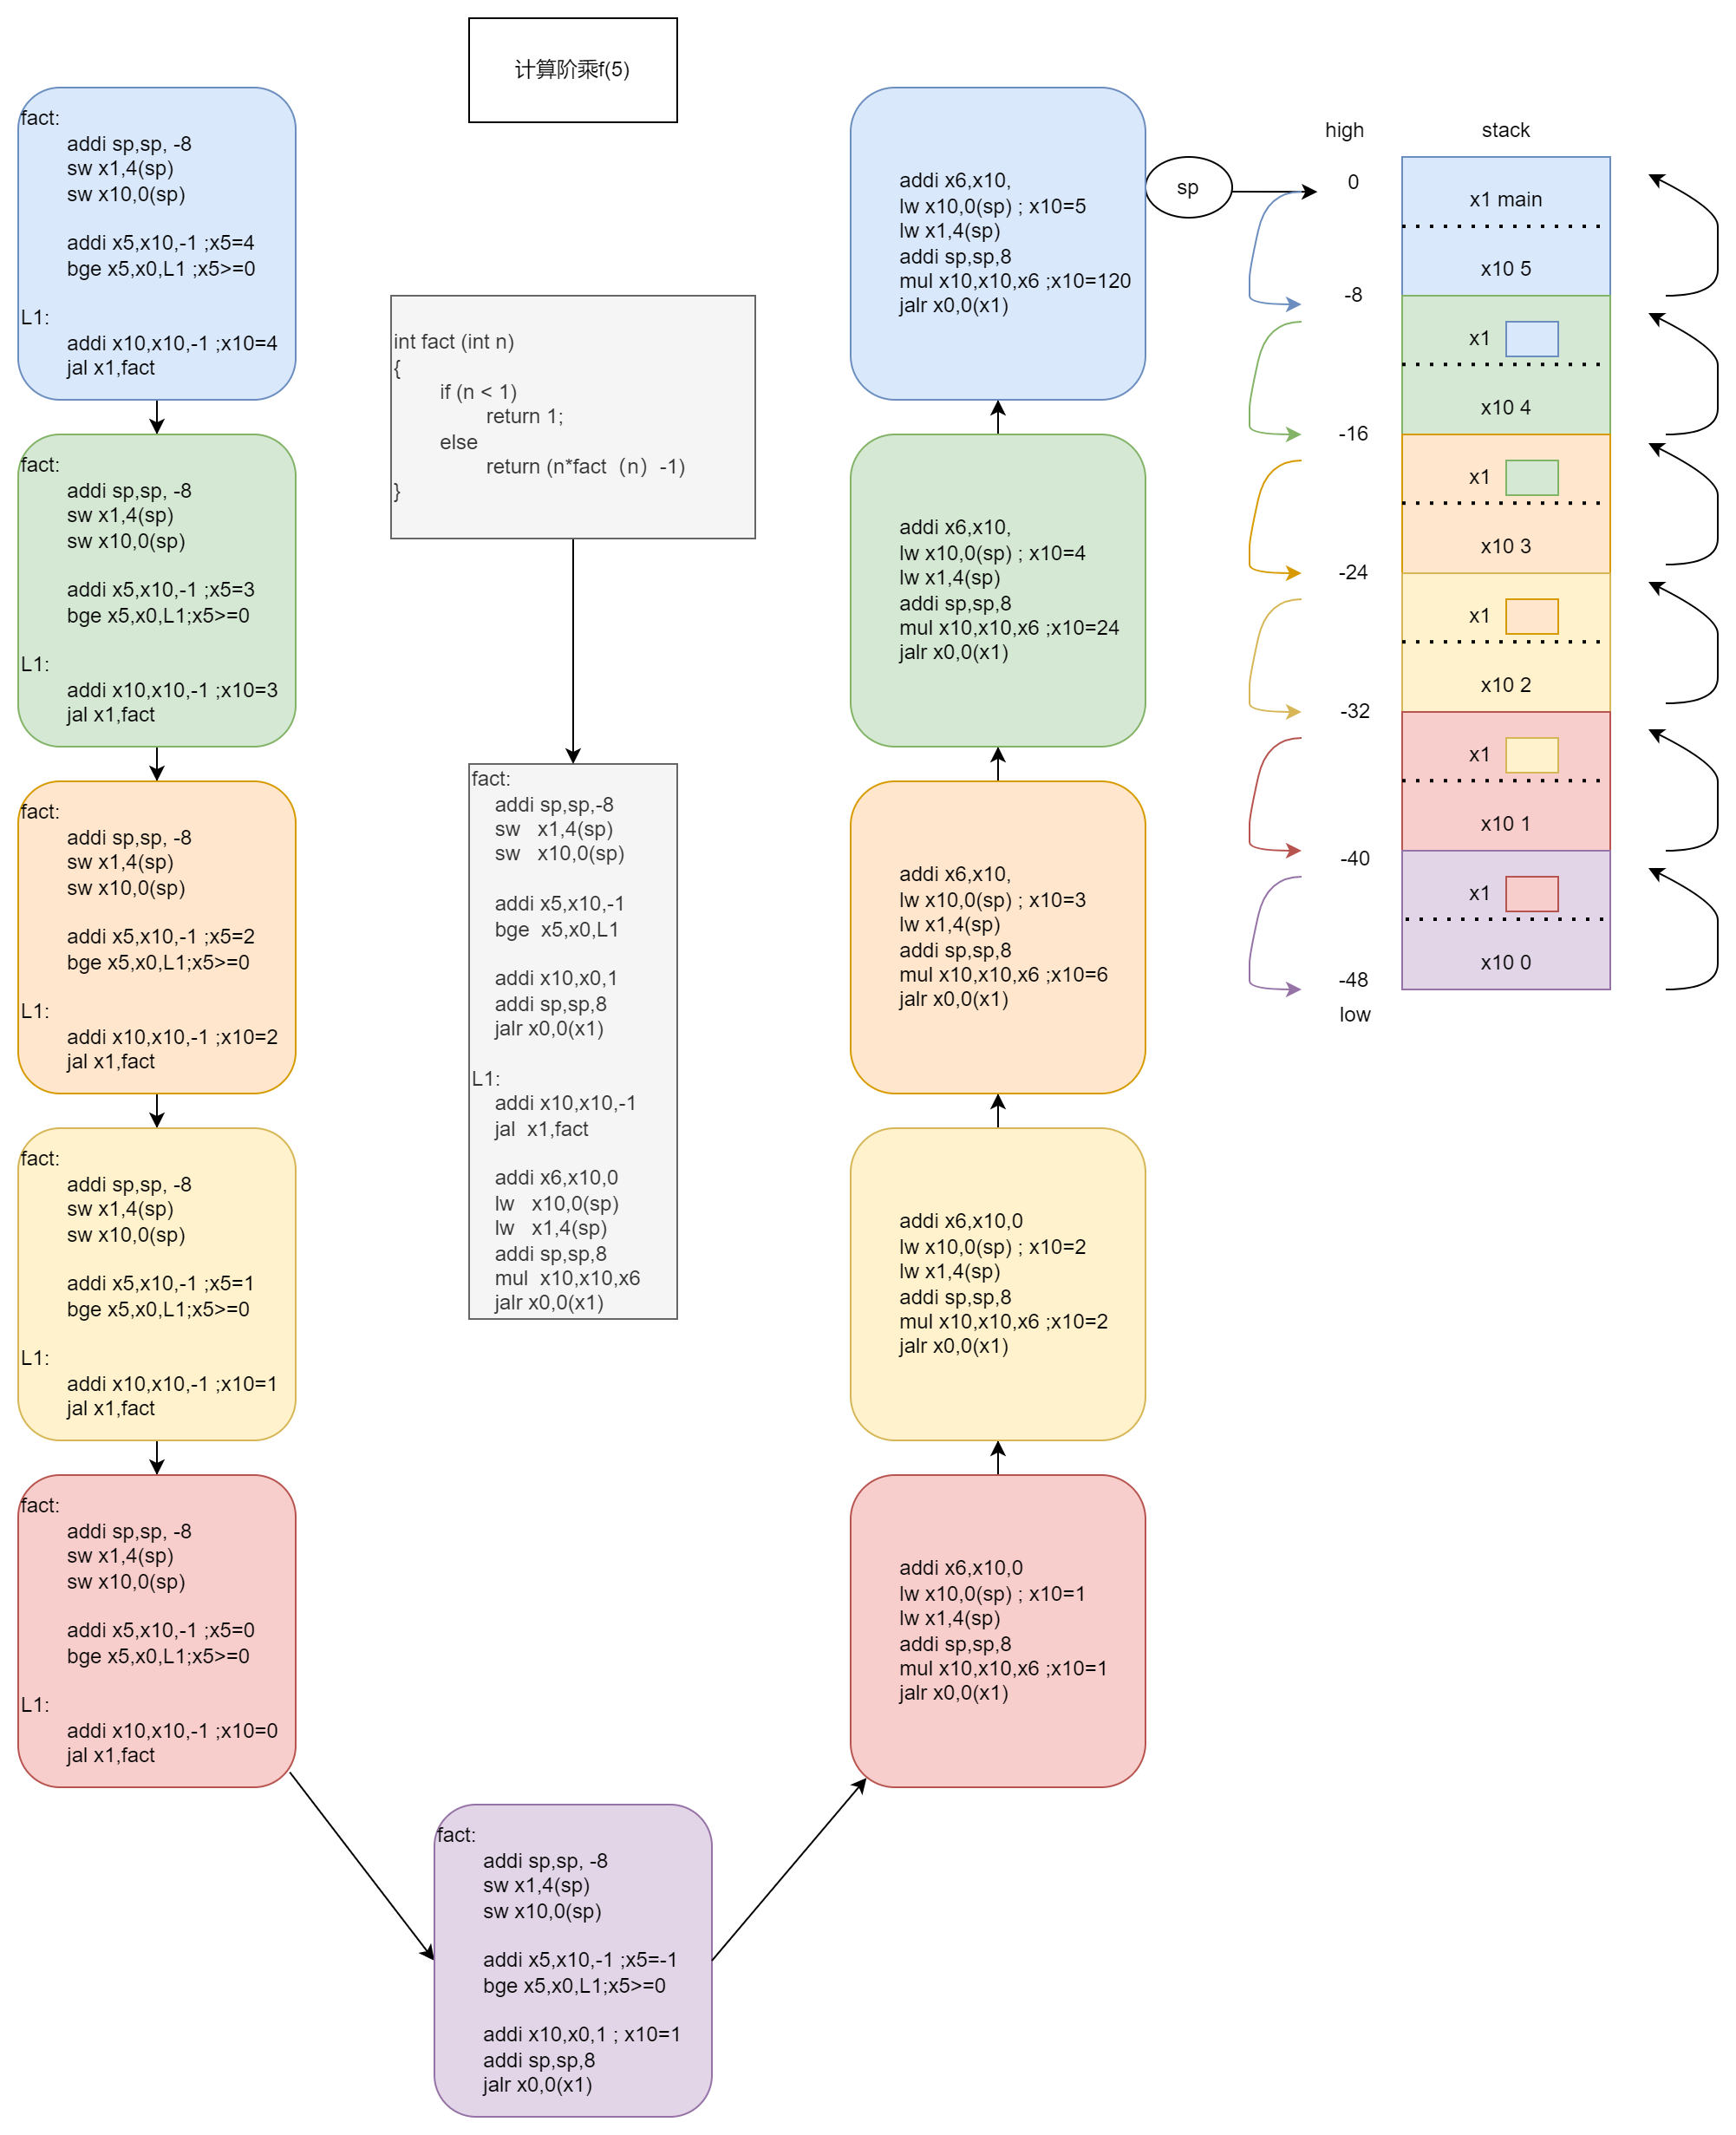 计算阶乘f(5)
fact:
addi sp,sp, -8
sw x1,4(sp)
sw x10,0(sp)
addi x5,x10,-1 ;x5=4
bge x5,x0,L1 ;x5>=0
L1:
addi x10,x10,-1 ;x10=4
jal x1,fact
fact:
addi sp,sp, -8
sw x1,4(sp)
sw x10,0(sp)
addi x5,x10,-1 ;x5=3
bge x5,x0,L1;x5>=0
L1:
addi x10,x10,-1 ;x10=3
jal x1,fact
fact:
addi sp,sp, -8
sw x1,4(sp)
sw x10,0(sp)
addi x5,x10,-1 ;x5=2
bge x5,x0,L1;x5>=0
L1:
addi x10,x10,-1 ;x10=2
jal x1,fact
fact:
addi sp,sp, -8
sw x1,4(sp)
sw x10,0(sp)
addi x5,x10,-1 ;x5=1
bge x5,x0,L1;x5>=0
L1:
addi x10,x10,-1 ;x10=1
jal x1,fact
fact:
addi sp,sp, -8
sw x1,4(sp)
sw x10,0(sp)
addi x5,x10,-1 ;x5=0
bge x5,x0,L1;x5>=0
L1:
addi x10,x10,-1 ;x10=0
jal x1,fact
int fact (int n)
{
if (n < 1)
return 1;
else
return (n*fact（n）-1)
}
fact:
addi sp,sp,-8
sw x1,4(sp)
sw x10,0(sp)
addi x5,x10,-1
bge x5,x0,L1
addi x10,x0,1
addi sp,sp,8
jalr x0,0(x1)
L1:
addi x10,x10,-1
jal x1,fact
addi x6,x10,0
lw x10,0(sp)
lw x1,4(sp)
addi sp,sp,8
mul x10,x10,x6
jalr x0,0(x1)
fact:
addi sp,sp, -8
sw x1,4(sp)
sw x10,0(sp)
addi x5,x10,-1 ;x5=-1
bge x5,x0,L1;x5>=0
addi x10,x0,1 ; x10=1
addi sp,sp,8
jalr x0,0(x1)
addi x6,x10,
lw x10,0(sp) ; x10=5
lw x1,4(sp)
addi sp,sp,8
mul x10,x10,x6 ;x10=120
jalr x0,0(x1)
addi x6,x10,
lw x10,0(sp) ; x10=4
lw x1,4(sp)
addi sp,sp,8
mul x10,x10,x6 ;x10=24
jalr x0,0(x1)
addi x6,x10,
lw x10,0(sp) ; x10=3
lw x1,4(sp)
addi sp,sp,8
mul x10,x10,x6 ;x10=6
jalr x0,0(x1)
addi x6,x10,0
lw x10,0(sp) ; x10=2
lw x1,4(sp)
addi sp,sp,8
mul x10,x10,x6 ;x10=2
jalr x0,0(x1)
addi x6,x10,0
lw x10,0(sp) ; x10=1
lw x1,4(sp)
addi sp,sp,8
mul x10,x10,x6 ;x10=1
jalr x0,0(x1)
sp
high
0
-8
-16
-24
-32
-40
-48
low
stack
x1 main
x10 5
x1
x10 4
x1
x10 3
x1
x10 2
x1
x10 1
x1
x10 0